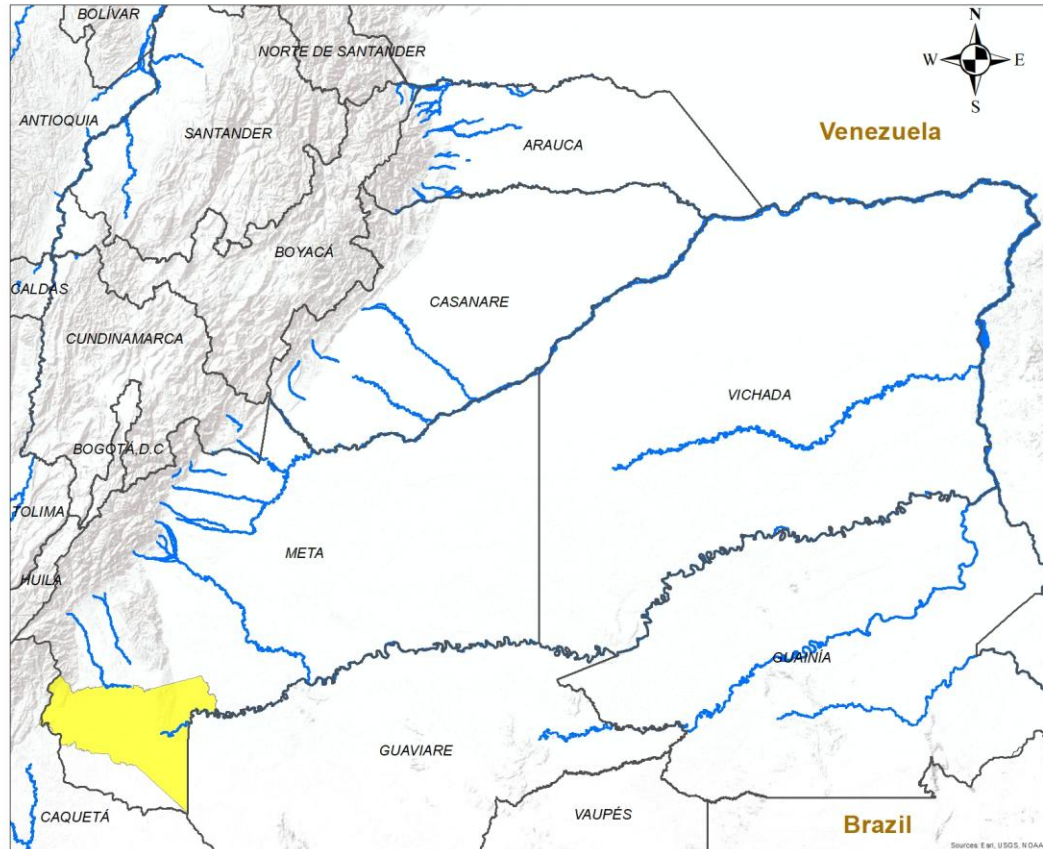 BOLÍVAR
N
NORTE DE SANTANDER
W
E
S
ANTIOQUIA
SANTANDER
ARAUCA
Venezuela
BOYACÁ
CALDAS
CASANARE
CUNDINAMARCA
VICHADA
BOGOTÁ,D.C
TOLIMA
META
HUILA
GUAINÍA
GUAVIARE
CAQUETÁ
VAUPÉS
Brazil
Sources: Esri, USGS, NOAA